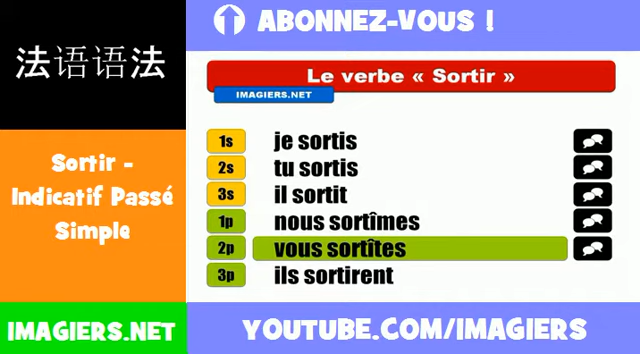 法语语法
ABONNEZ-VOUS !
Le verbe « Sortir »
IMAGIERS.NET
Sortir -
Indicatif Passé
Simple
1s je sortis
2s tu sortis
3s il sortit
1p nous sortîmes
2p vous sortîtes
3p ils sortirent
IMAGIERS.NET
YOUTUBE.COM/IMAGIERS